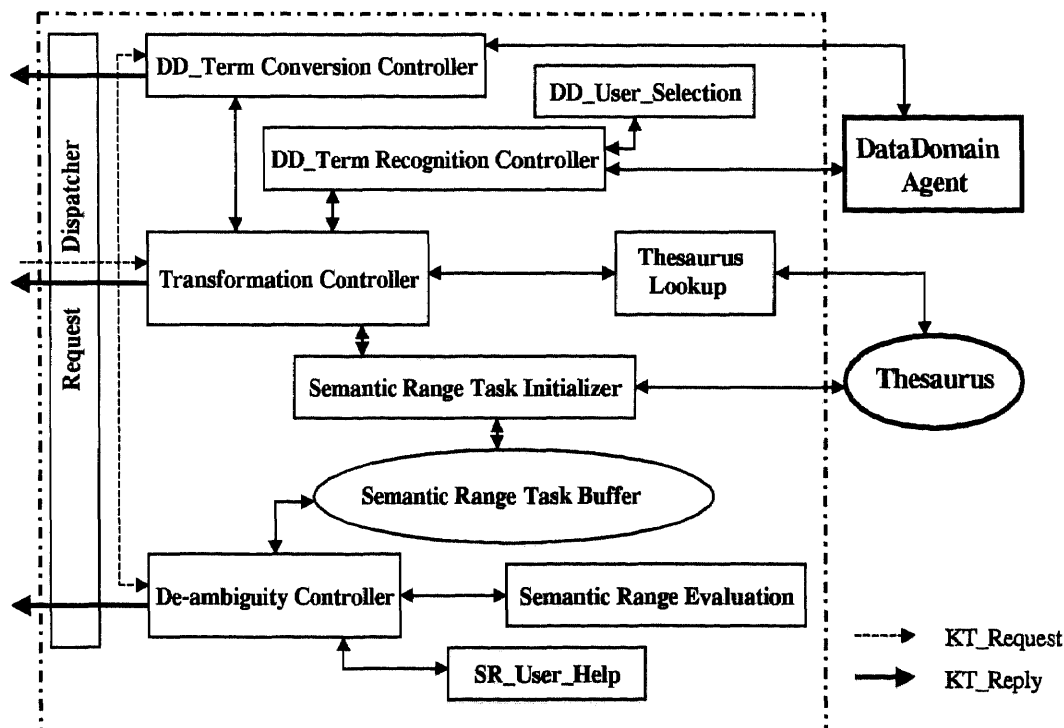 DD_Term Conversion Controller
DD_User_Selection
DD_Term Recognition Controller
DataDomain
Agent
Request Dispatcher
Transformation Controller
Thesaurus
Lookup
Semantic Range Task Initializer
Thesaurus
Semantic Range Task Buffer
De-ambiguity Controller
Semantic Range Evaluation
SR_User_Help
KT_Request
KT_Reply